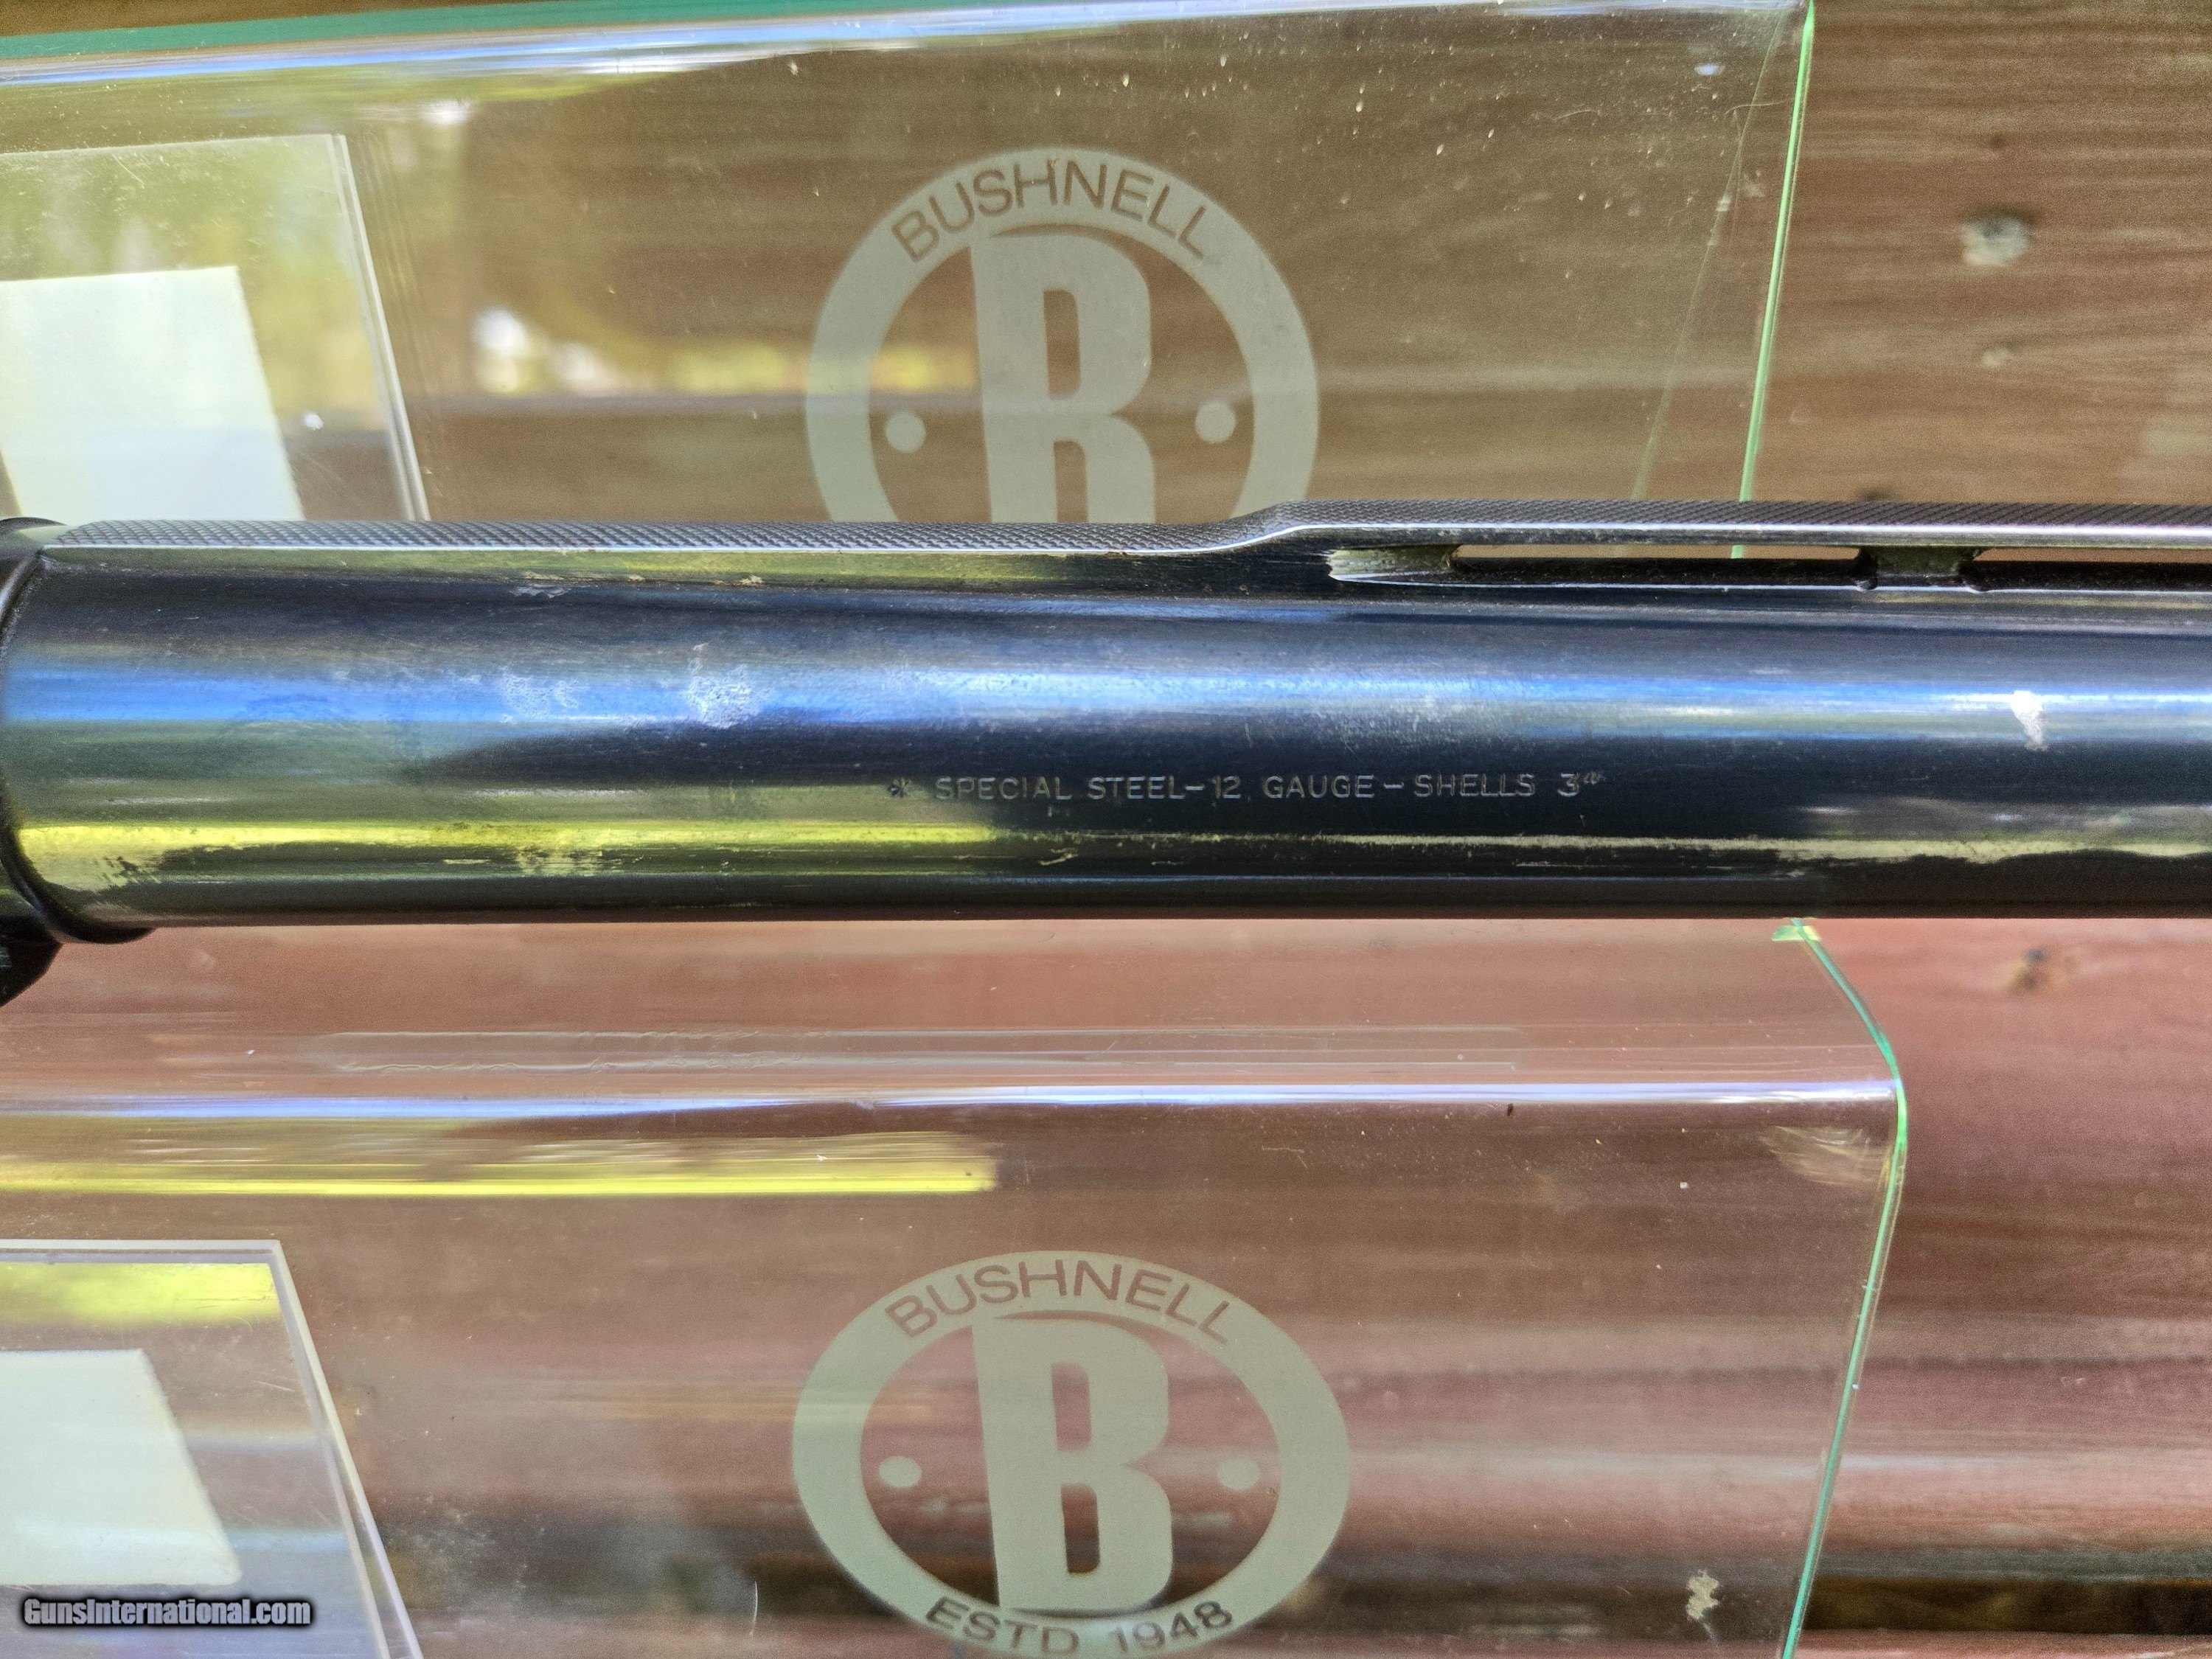 BUSHNELL
B
* SPECIAL STEEL-12 GAUGE-SHELLS 3"
BUSHNELL
B
ESTD 1948
GunsInternational.com